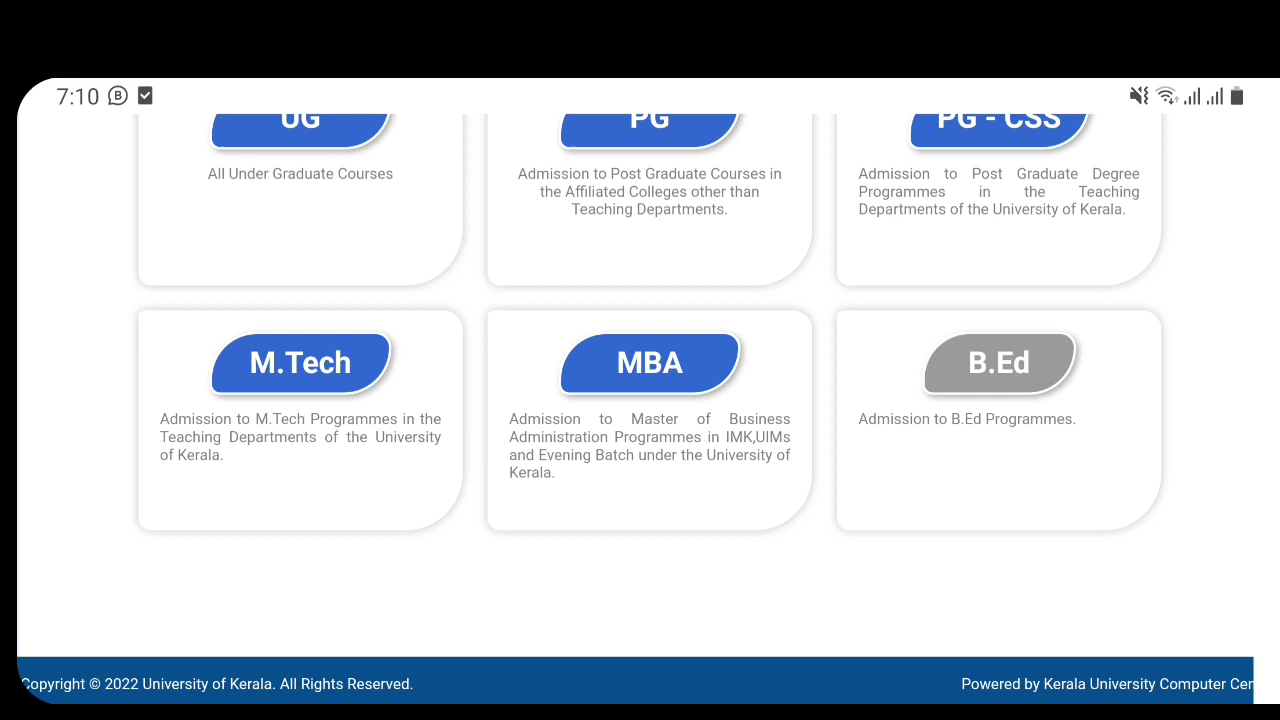 7:10
UG
PG
PG - CSS
All Under Graduate Courses
Admission to Post Graduate Courses in
the Affiliated Colleges other than
Teaching Departments.
Admission to Post Graduate Degree
Programmes in the Teaching
Departments of the University of Kerala.
M.Tech
MBA
B.Ed
Admission to M.Tech Programmes in the
Teaching Departments of the University
of Kerala.
Admission to Master of Business
Administration Programmes in IMK,UIMs
and Evening Batch under the University of
Kerala.
Admission to B.Ed Programmes.
Copyright © 2022 University of Kerala. All Rights Reserved.
Powered by Kerala University Computer Cen